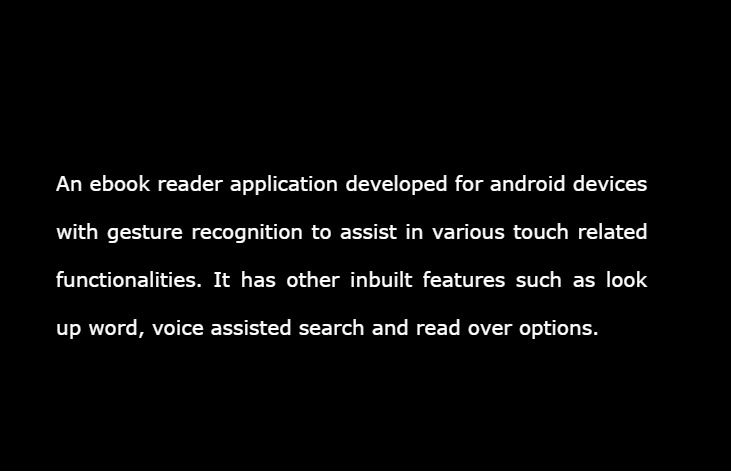 An ebook reader application developed for android devices
with gesture recognition to assist in various touch related
functionalities. It has other inbuilt features such as look
up word, voice assisted search and read over options.